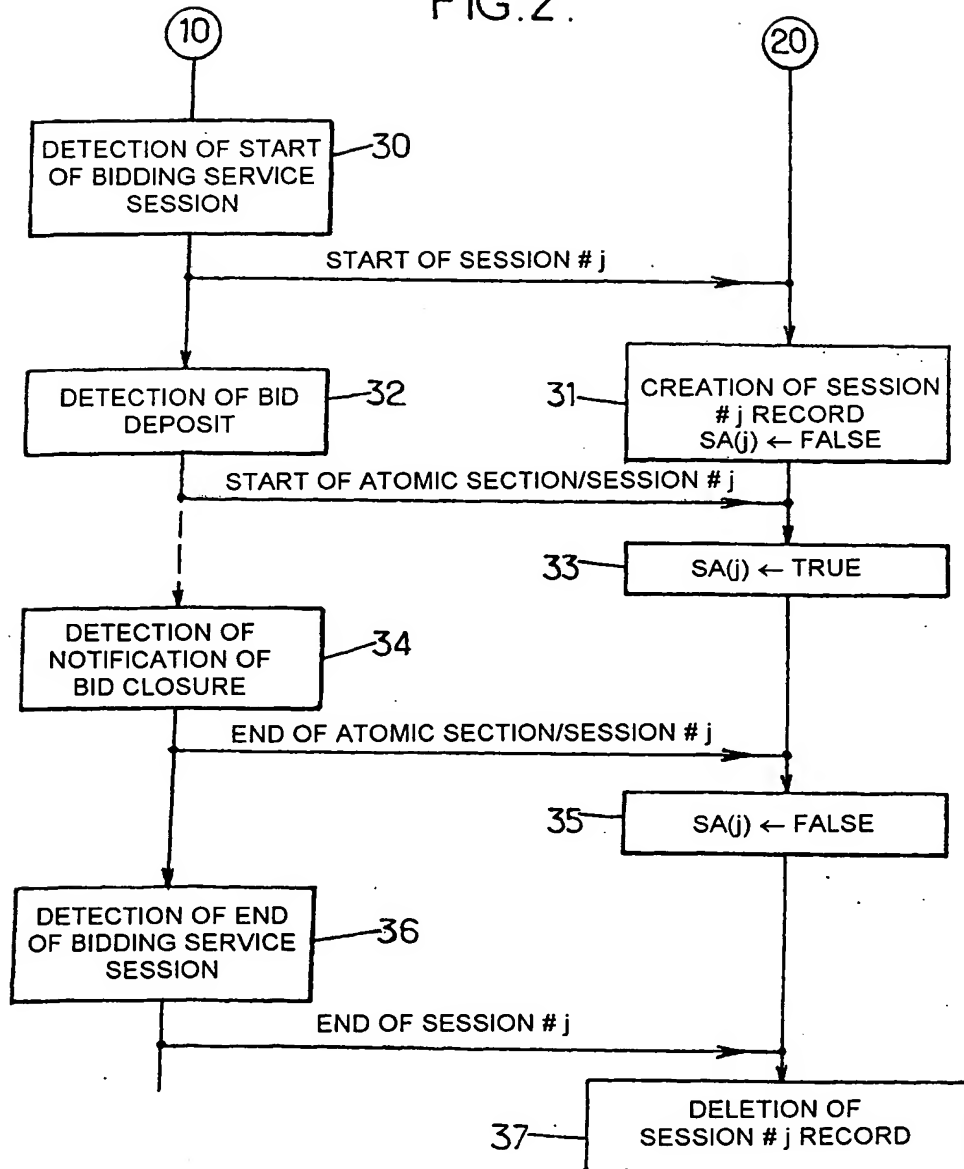 FIG.2.
10
20
DETECTION OF START
OF BIDDING SERVICE
SESSION
30
START OF SESSION # j
DETECTION OF BID
DEPOSIT
32
31
CREATION OF SESSION
# j RECORD
SA(j) ← FALSE
START OF ATOMIC SECTION/SESSION # j
33
SA(j) ← TRUE
DETECTION OF
NOTIFICATION OF
BID CLOSURE
34
END OF ATOMIC SECTION/SESSION # j
35
SA(j) ← FALSE
DETECTION OF END
OF BIDDING SERVICE
SESSION
36
END OF SESSION # j
37
DELETION OF
SESSION # j RECORD